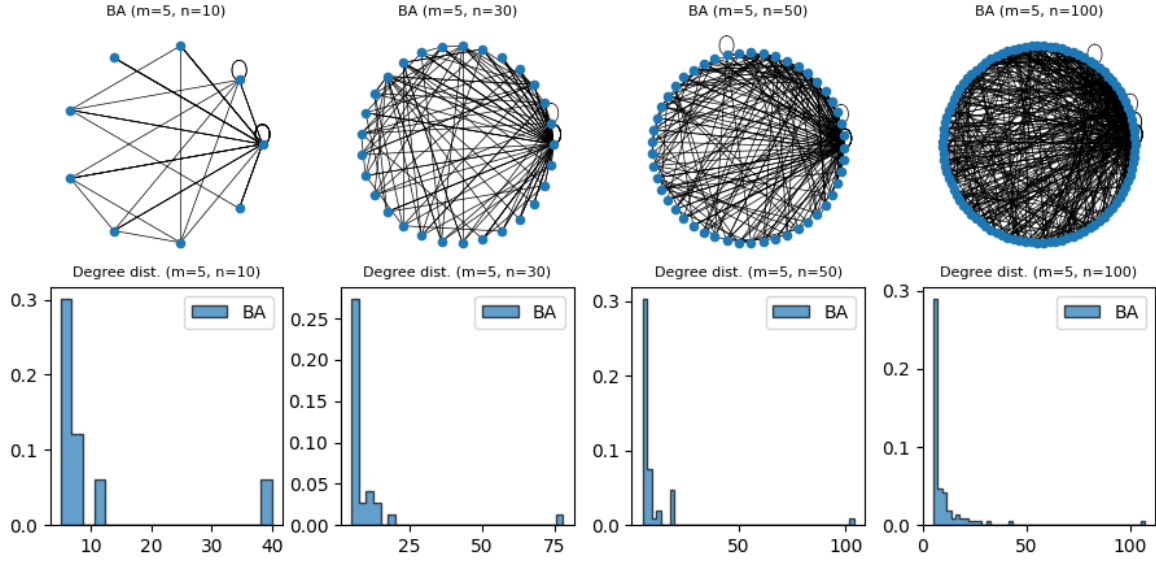 BA (m=5, n=10)
BA (m=5, n=30)
BA (m=5, n=50)
BA (m=5, n=100)
Degree dist. (m=5, n=10)
0.3
0.2
0.1
0.0
10
20
30
40
BA
Degree dist. (m=5, n=30)
0.25
0.20
0.15
0.10
0.05
0.00
25
50
75
BA
Degree dist. (m=5, n=50)
0.3
0.2
0.1
0.0
50
100
BA
Degree dist. (m=5, n=100)
0.3
0.2
0.1
0.0
0
50
100
BA